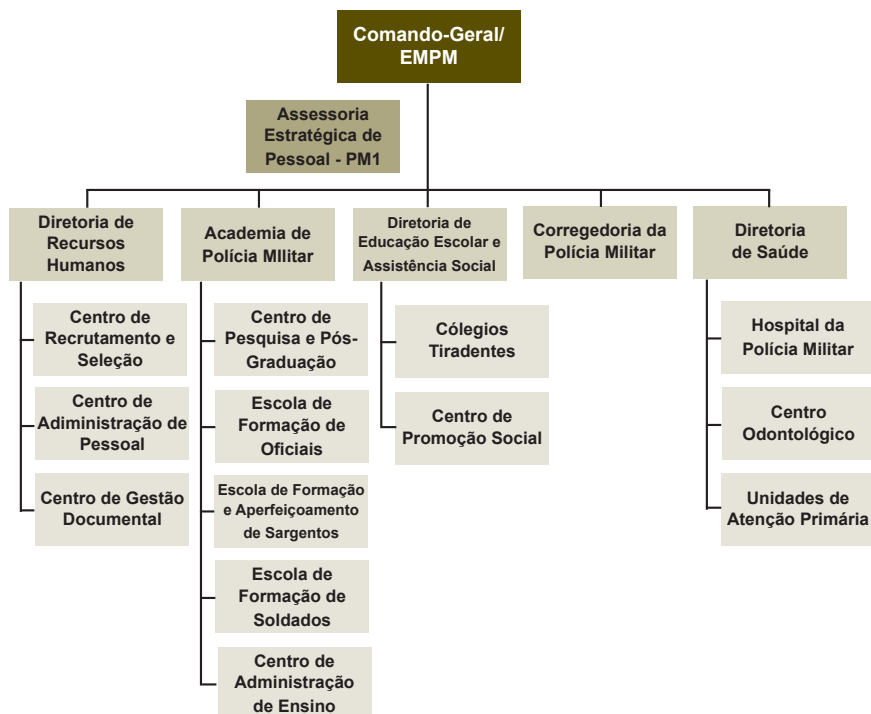 Comando-Geral/
EMPM
Assessoria
Estratégica de
Pessoal - PM1
Diretoria de
Recursos
Humanos
Academia de
Polícia MIlitar
Diretoria de
Educação Escolar e
Assistência Social
Corregedoria da
Polícia Militar
Diretoria
de Saúde
Centro de
Recrutamento e
Seleção
Centro de
Adiministração de
Pessoal
Centro de Gestão
Documental
Centro de
Pesquisa e Pós-
Graduação
Escola de
Formação de
Oficiais
Escola de Formação
e Aperfeiçoamento
de Sargentos
Escola de
Formação de
Soldados
Centro de
Administração
de Ensino
Cólegios
Tiradentes
Centro de
Promoção Social
Hospital da
Polícia Militar
Centro
Odontológico
Unidades de
Atenção Primária